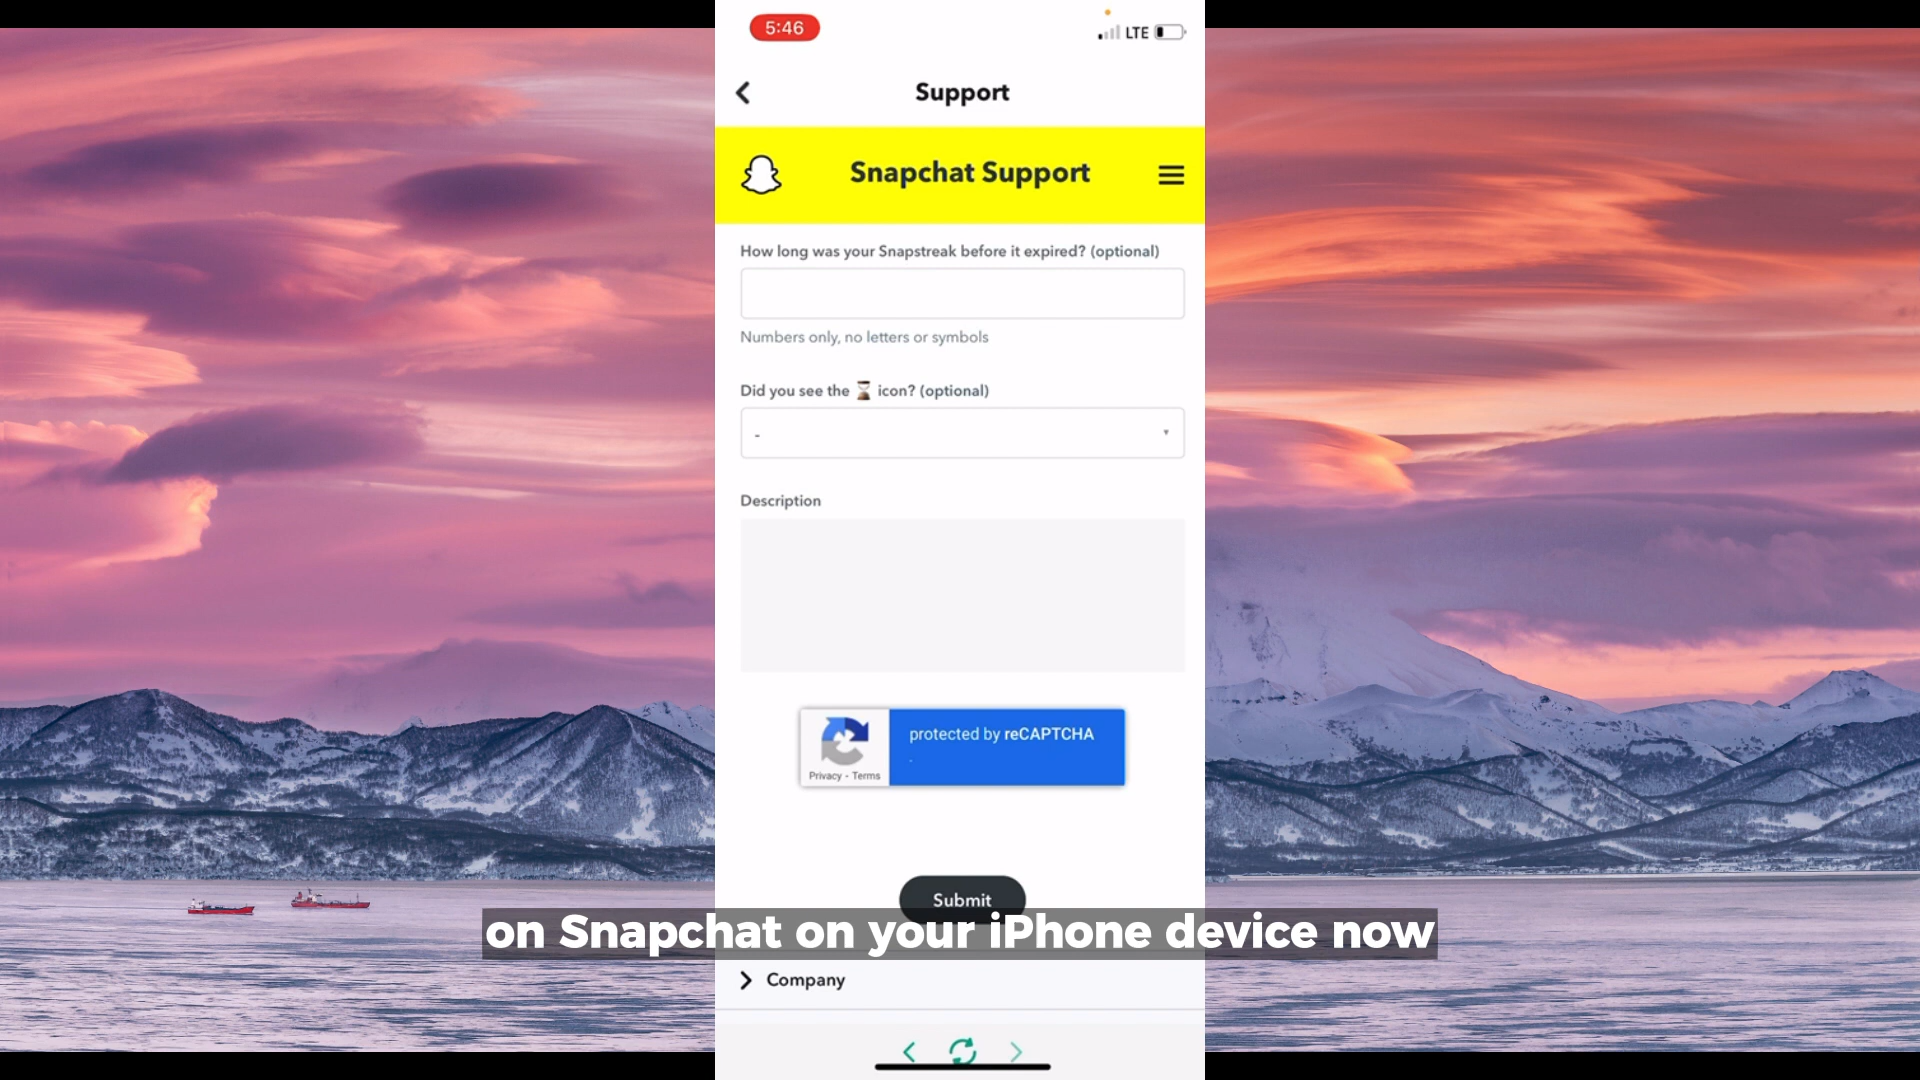 5:46
LTE
Support
Snapchat Support
How long was your Snapstreak before it expired? (optional)
Numbers only, no letters or symbols
Did you see the ⌛ icon? (optional)
-
Description
protected by reCAPTCHA
Privacy - Terms
Submit
on Snapchat on your iPhone device now
Company